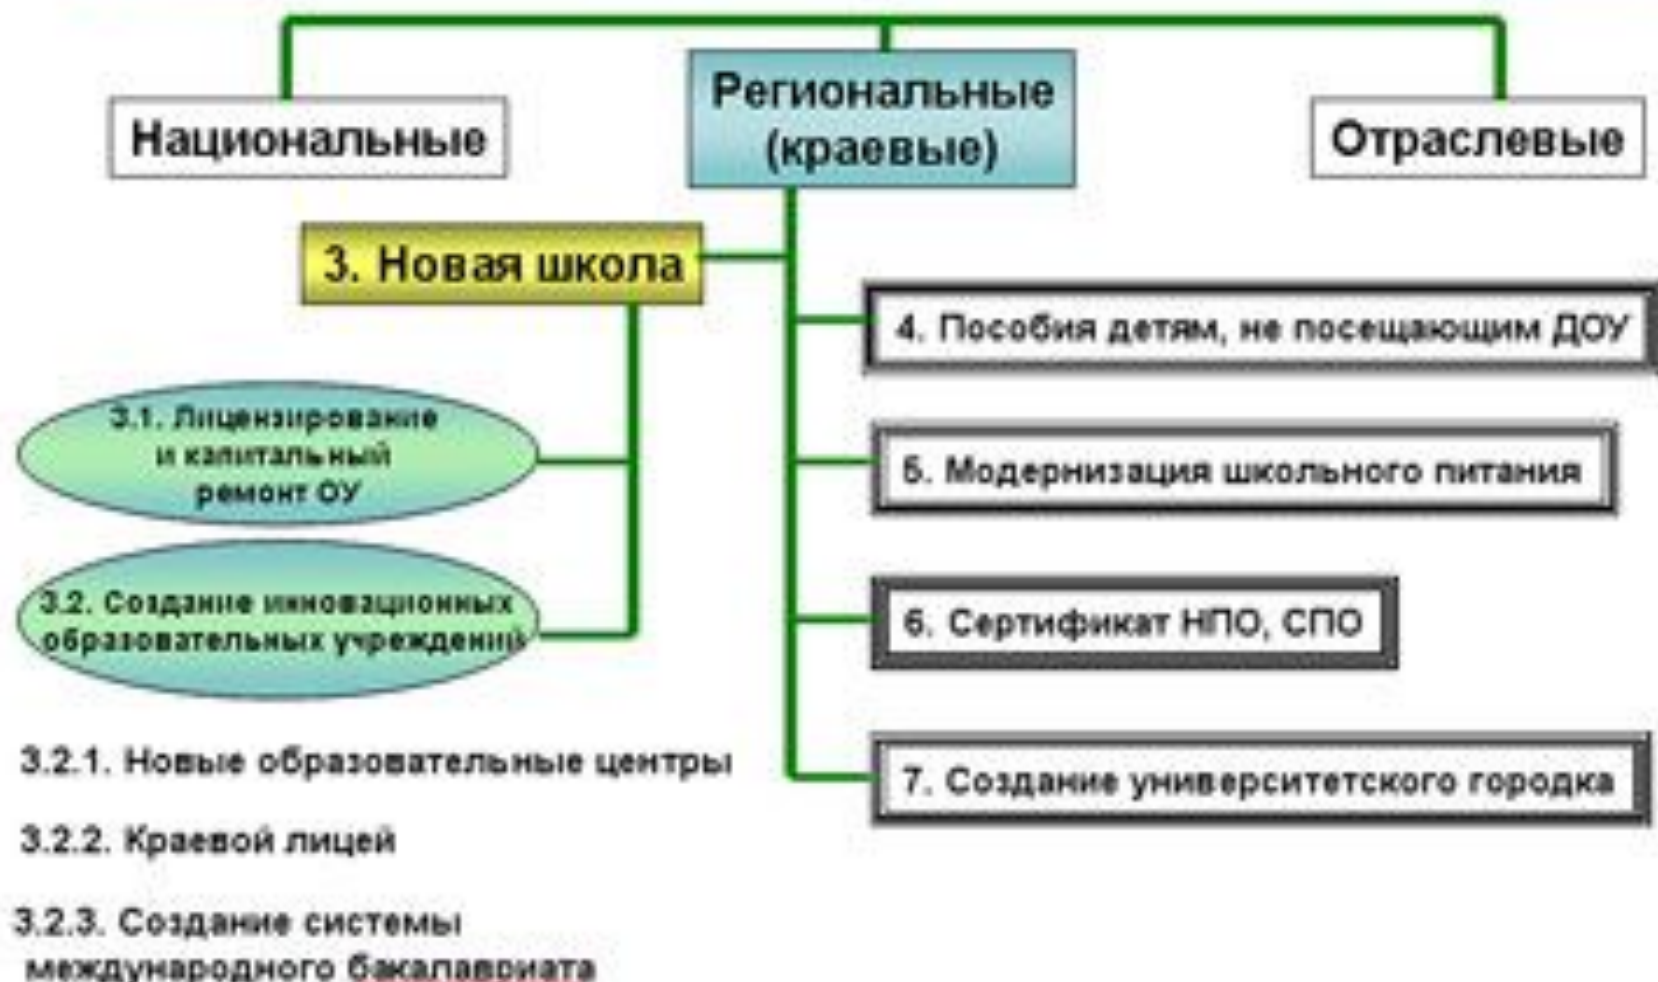 Национальные
Региональные
(краевые)
Отраслевые
3. Новая школа
3.1. Лицензирование
и капитальный
ремонт ОУ
3.2. Создание инновационных
образовательных учреждений
3.2.1. Новые образовательные центры
3.2.2. Краевой лицей
3.2.3. Создание системы
международного бакалавриата
4. Пособия детям, не посещающим ДОУ
5. Модернизация школьного питания
6. Сертификат НПО, СПО
7. Создание университетского городка